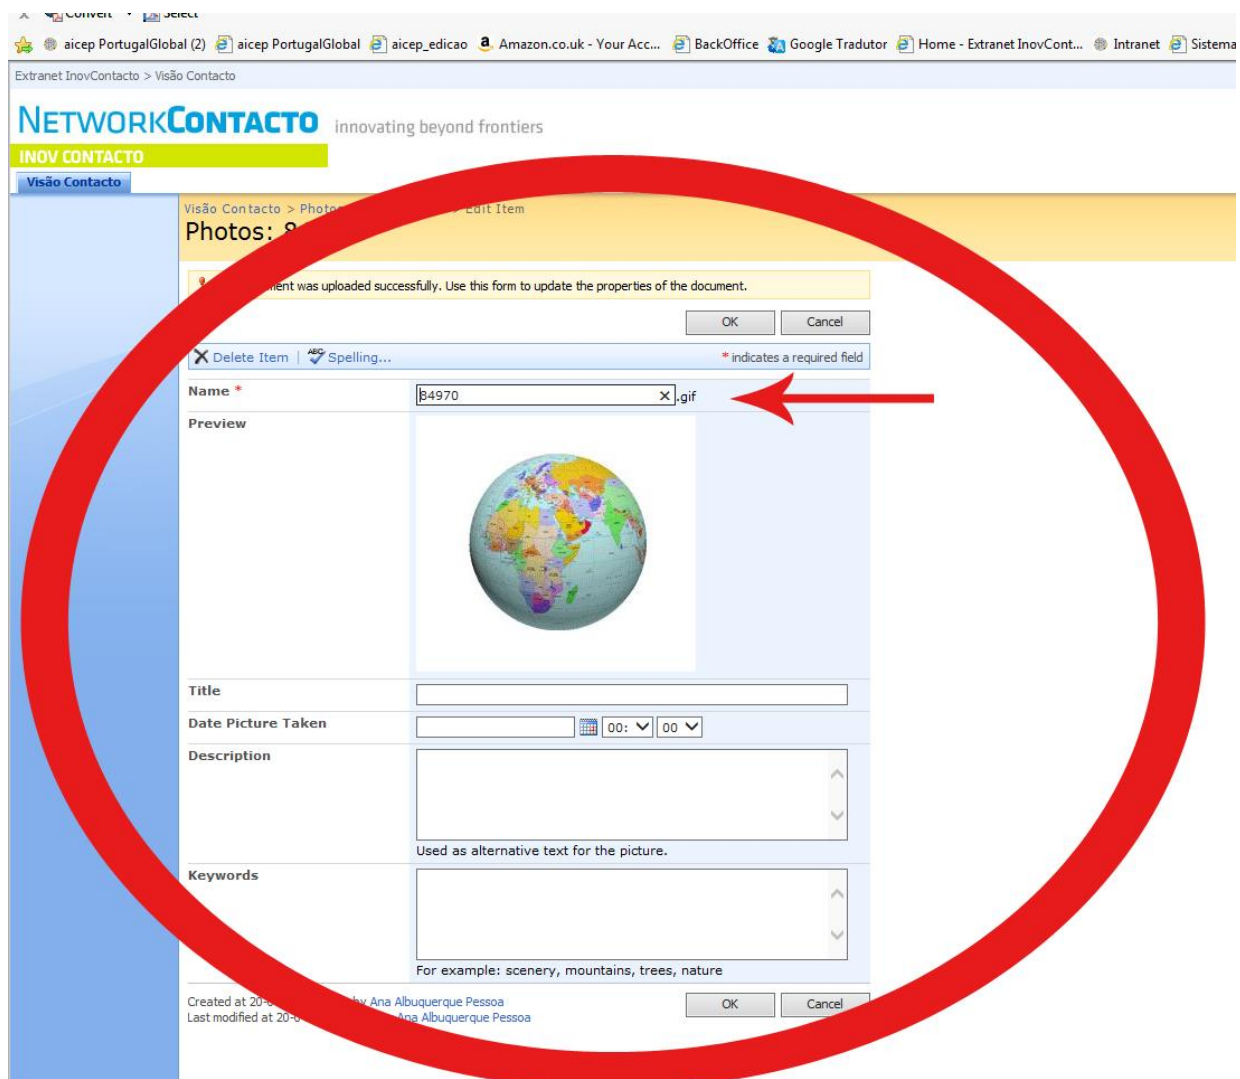 Convert Select
aicep PortugalGlobal (2) aicep PortugalGlobal aicep_edicao Amazon.co.uk - Your Acc... BackOffice Google Tradutor Home - Extranet InovCont... Intranet Sistema
Extranet InovContacto > Visão Contacto
NETWORKCONTACTO innovating beyond frontiers
INOV CONTACTO
Visão Contacto
Visão Contacto > Photos > Edit Item
Photos: 8
was uploaded successfully. Use this form to update the properties of the document.
OK Cancel
Delete Item | Spelling... * indicates a required field
Name * 84970 .gif
Preview
Title
Date Picture Taken 00: 00
Description
Used as alternative text for the picture.
Keywords
For example: scenery, mountains, trees, nature
Created at 20- by Ana Albuquerque Pessoa OK Cancel
Last modified at 20- Ana Albuquerque Pessoa